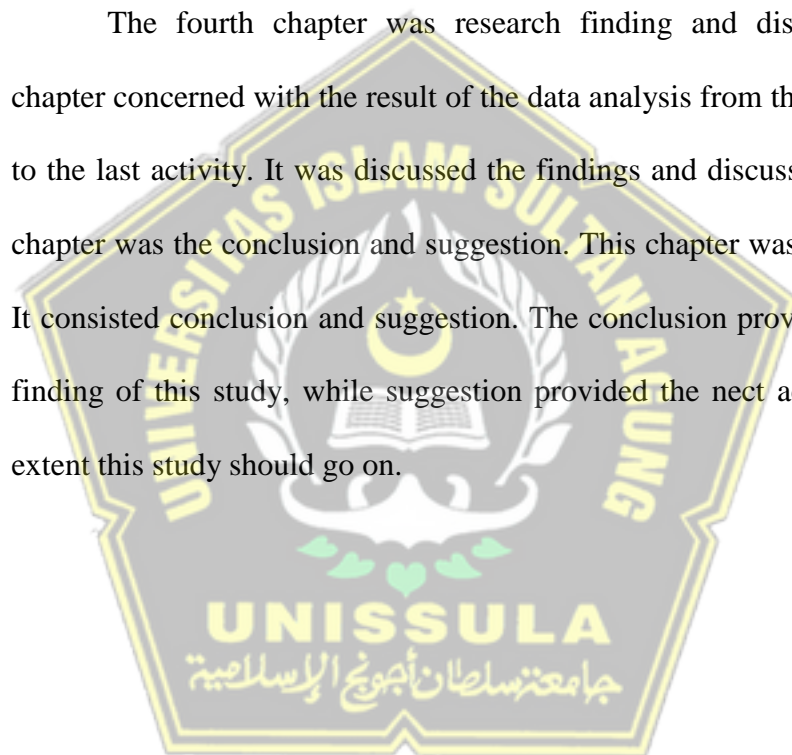 The fourth chapter was research finding and dis
chapter concerned with the result of the data analysis from th
to the last activity. It was discussed the findings and discuss
chapter was the conclusion and suggestion. This chapter was
It consisted conclusion and suggestion. The conclusion prov
finding of this study, while suggestion provided the nect a
extent this study should go on.
UNIVERSITAS ISLAM SULTAN AGUNG
UNISSULA
جامعتسلطان أجونج الإسلامية